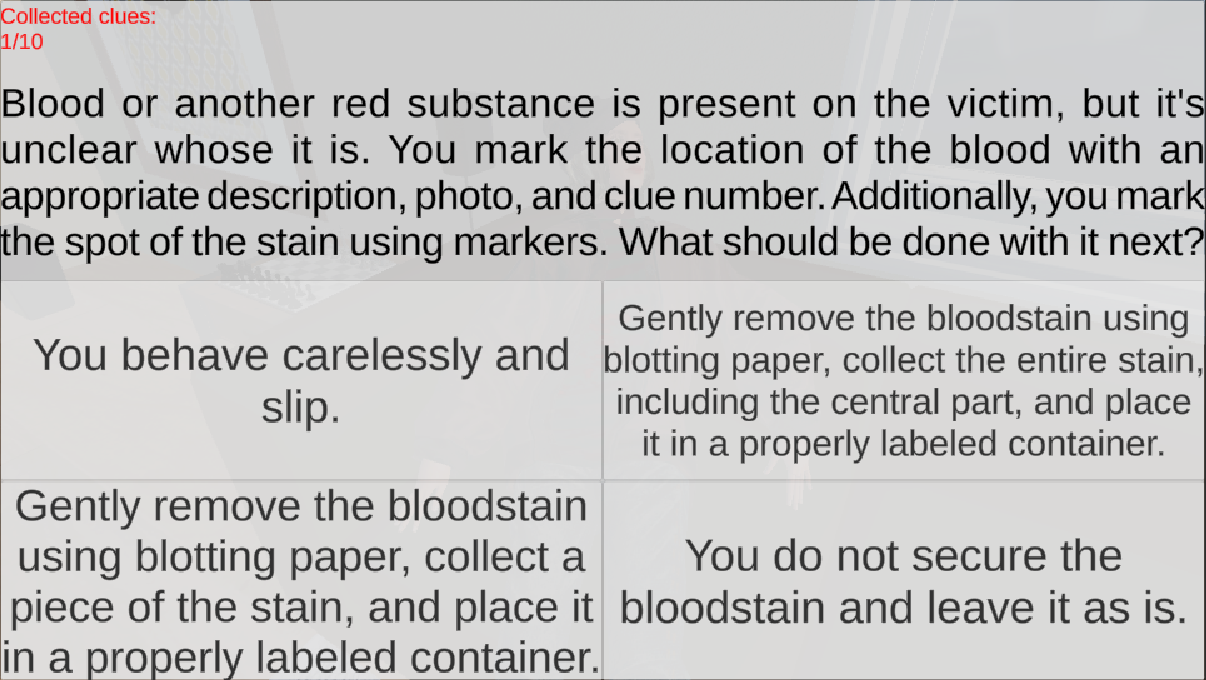 Collected clues:
1/10
Blood or another red substance is present on the victim, but it's
unclear whose it is. You mark the location of the blood with an
appropriate description, photo, and clue number. Additionally, you mark
the spot of the stain using markers. What should be done with it next?
You behave carelessly and
slip.
Gently remove the bloodstain using
blotting paper, collect the entire stain,
including the central part, and place
it in a properly labeled container.
Gently remove the bloodstain
using blotting paper, collect a
piece of the stain, and place it
in a properly labeled container.
You do not secure the
bloodstain and leave it as is.